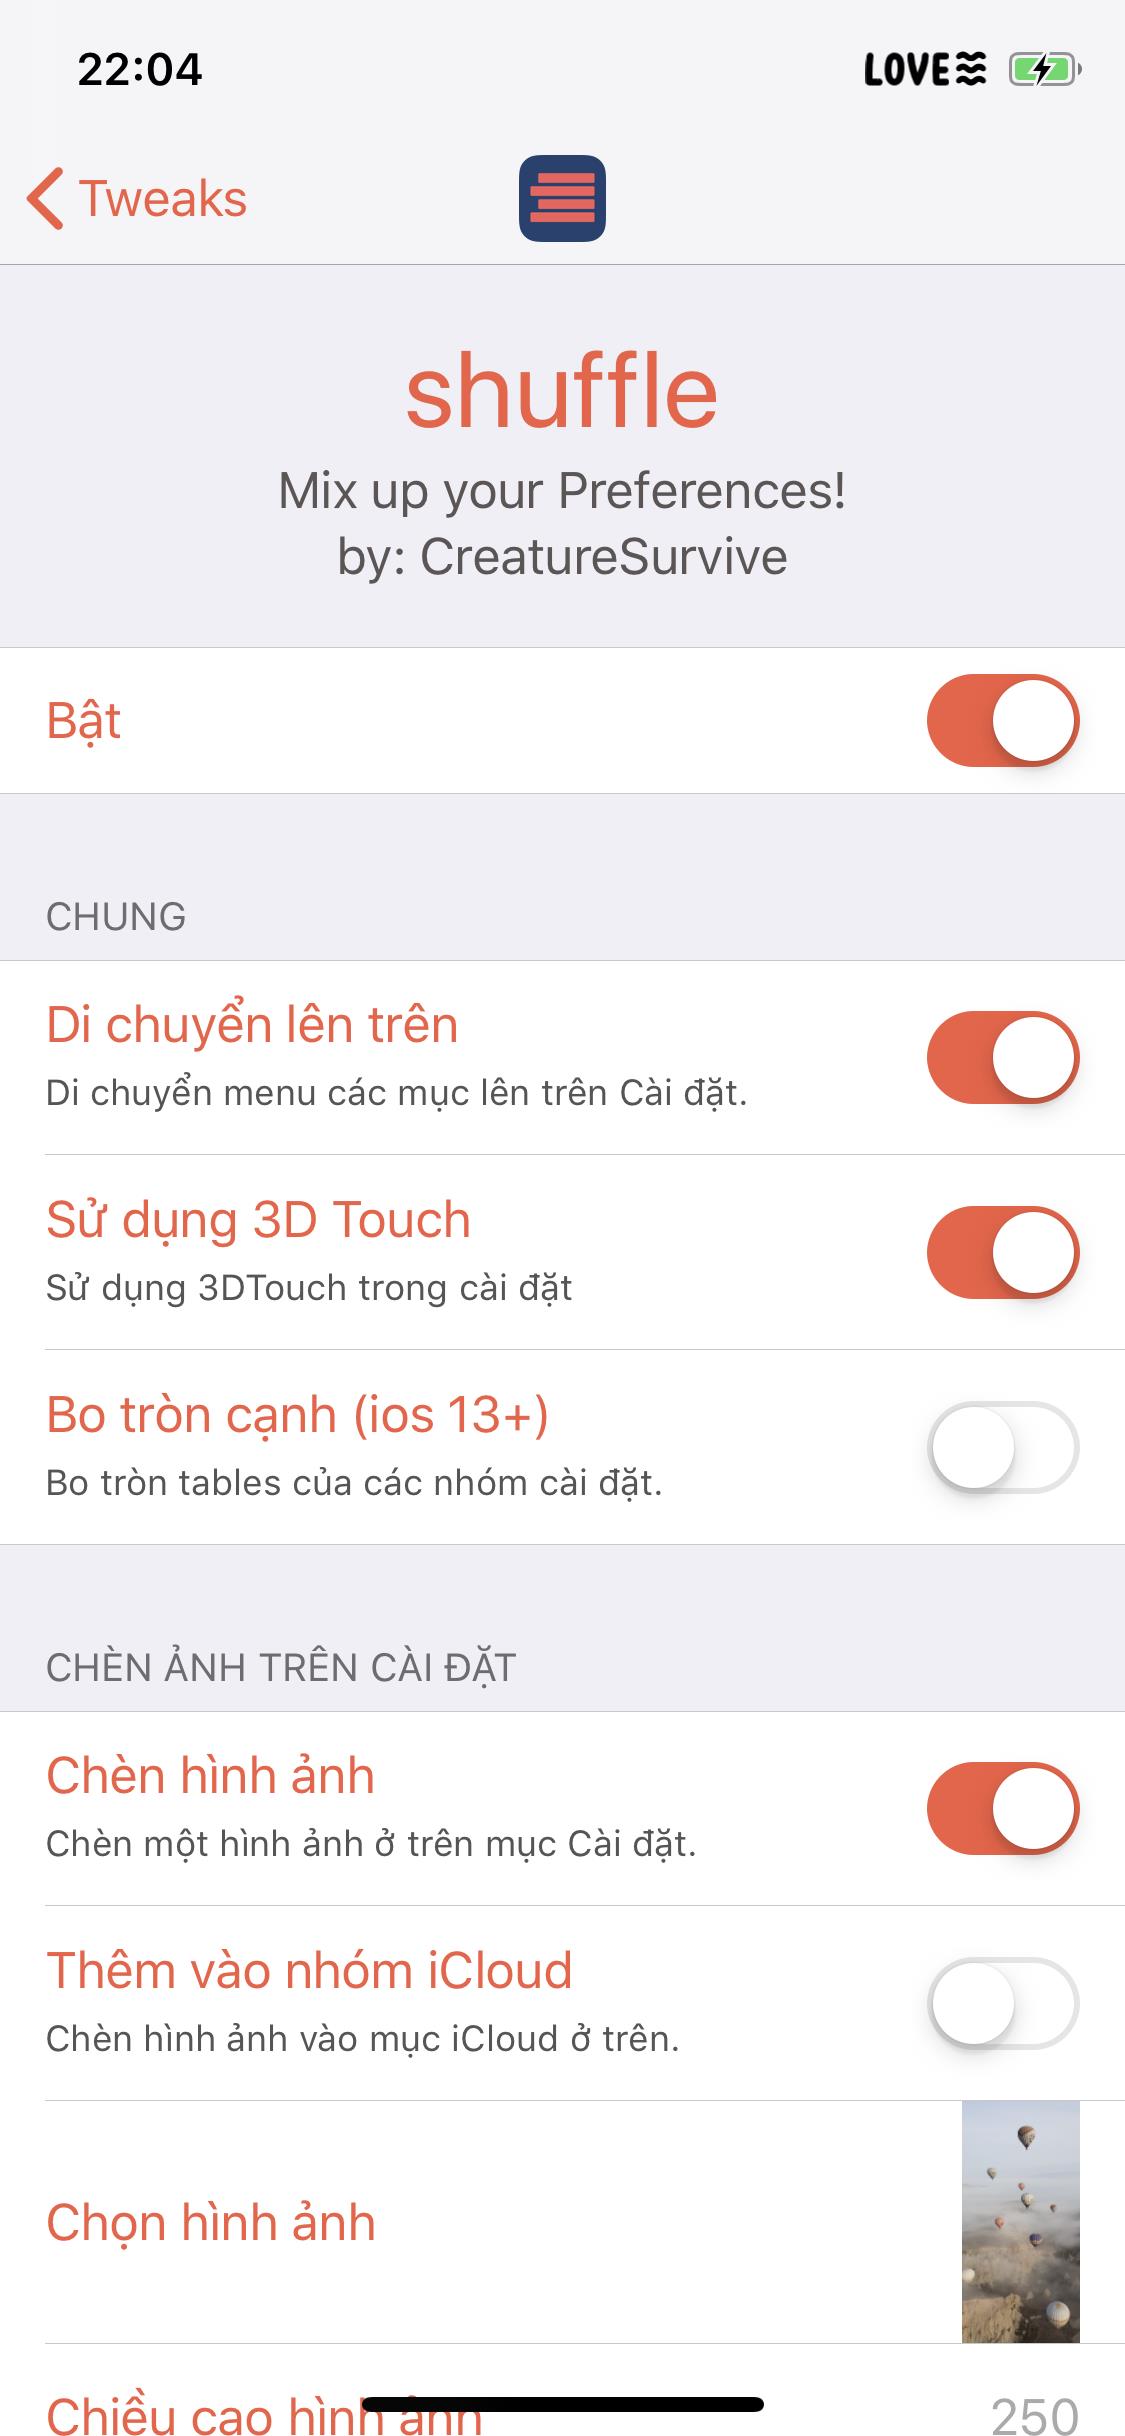 22:04
LOVE
Tweaks
shuffle
Mix up your Preferences!
by: CreatureSurvive
Bật
CHUNG
Di chuyển lên trên
Di chuyển menu các mục lên trên Cài đặt.
Sử dụng 3D Touch
Sử dụng 3DTouch trong cài đặt
Bo tròn cạnh (ios 13+)
Bo tròn tables của các nhóm cài đặt.
CHÈN ẢNH TRÊN CÀI ĐẶT
Chèn hình ảnh
Chèn một hình ảnh ở trên mục Cài đặt.
Thêm vào nhóm iCloud
Chèn hình ảnh vào mục iCloud ở trên.
Chọn hình ảnh
Chiều cao hình ảnh 250